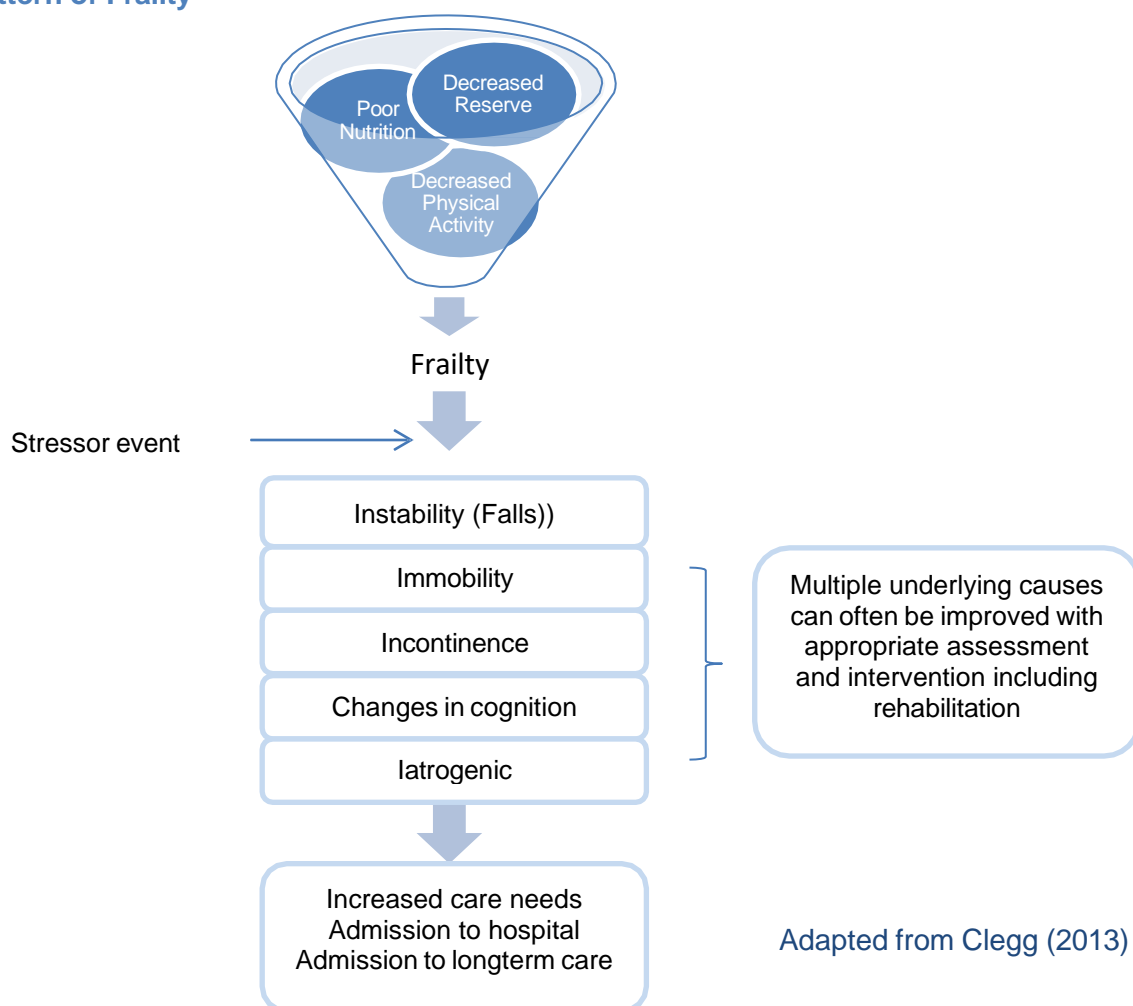 of Frailty
Decreased
Reserve
Poor
Nutrition
Decreased
Physical
Activity
Frailty
Stressor event
Instability (Falls))
Immobility
Incontinence
Changes in cognition
Iatrogenic
Multiple underlying causes
can often be improved with
appropriate assessment
and intervention including
rehabilitation
Increased care needs
Admission to hospital
Admission to longterm care
Adapted from Clegg (2013)